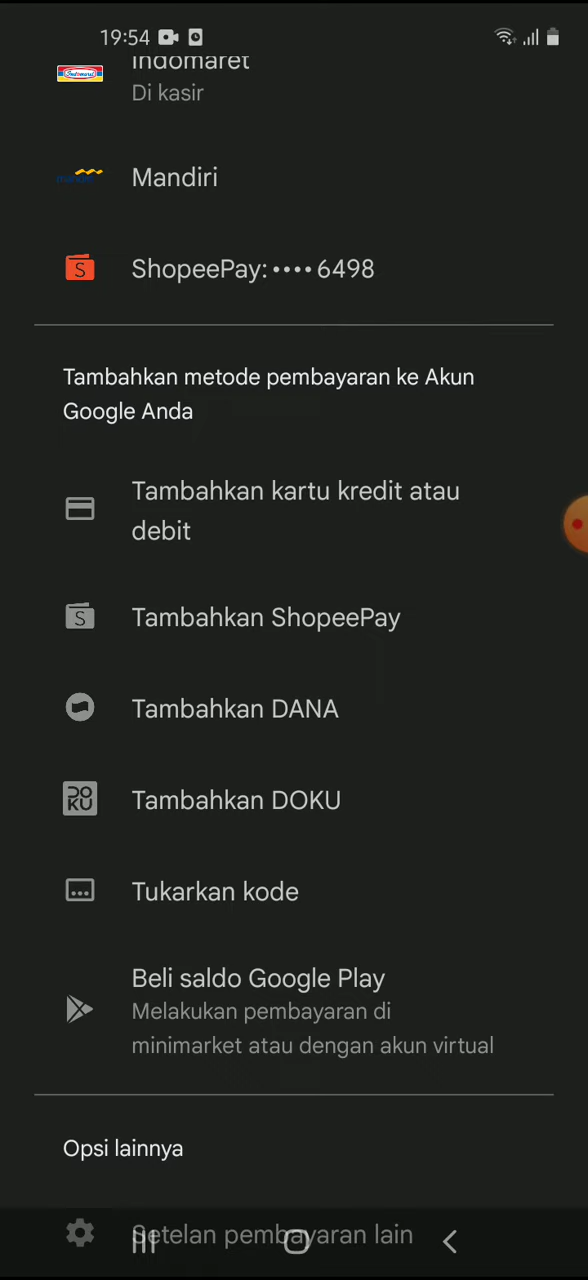 19:54
Indomaret
Di kasir
Mandiri
ShopeePay: •••• 6498
Tambahkan metode pembayaran ke Akun
Google Anda
Tambahkan kartu kredit atau
debit
Tambahkan ShopeePay
Tambahkan DANA
DO
KU
Tambahkan DOKU
Tukarkan kode
Beli saldo Google Play
Melakukan pembayaran di
minimarket atau dengan akun virtual
Opsi lainnya
Setelan pembayaran lain